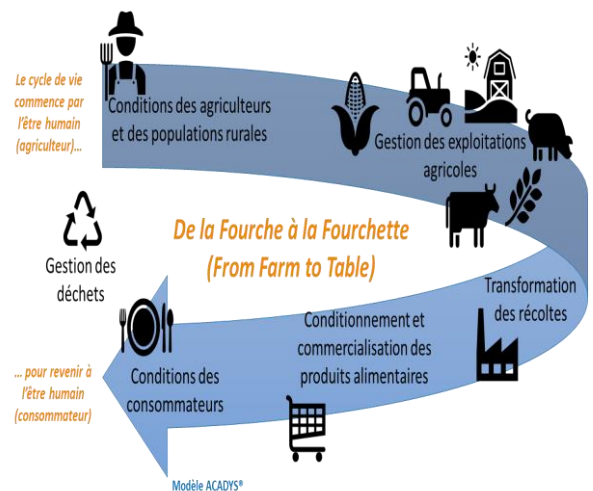 Le cycle de vie
commence par
l'être humain
(agriculteur)...
Conditions des agriculteurs
et des populations rurales
Gestion des exploitations
agricoles
De la Fourche à la Fourchette
(From Farm to Table)
Gestion des
déchets
Transformation
des récoltes
Conditionnement et
commercialisation des
produits alimentaires
Conditions des
consommateurs
... pour revenir à
l'être humain
(consommateur)
Modèle ACADYS®